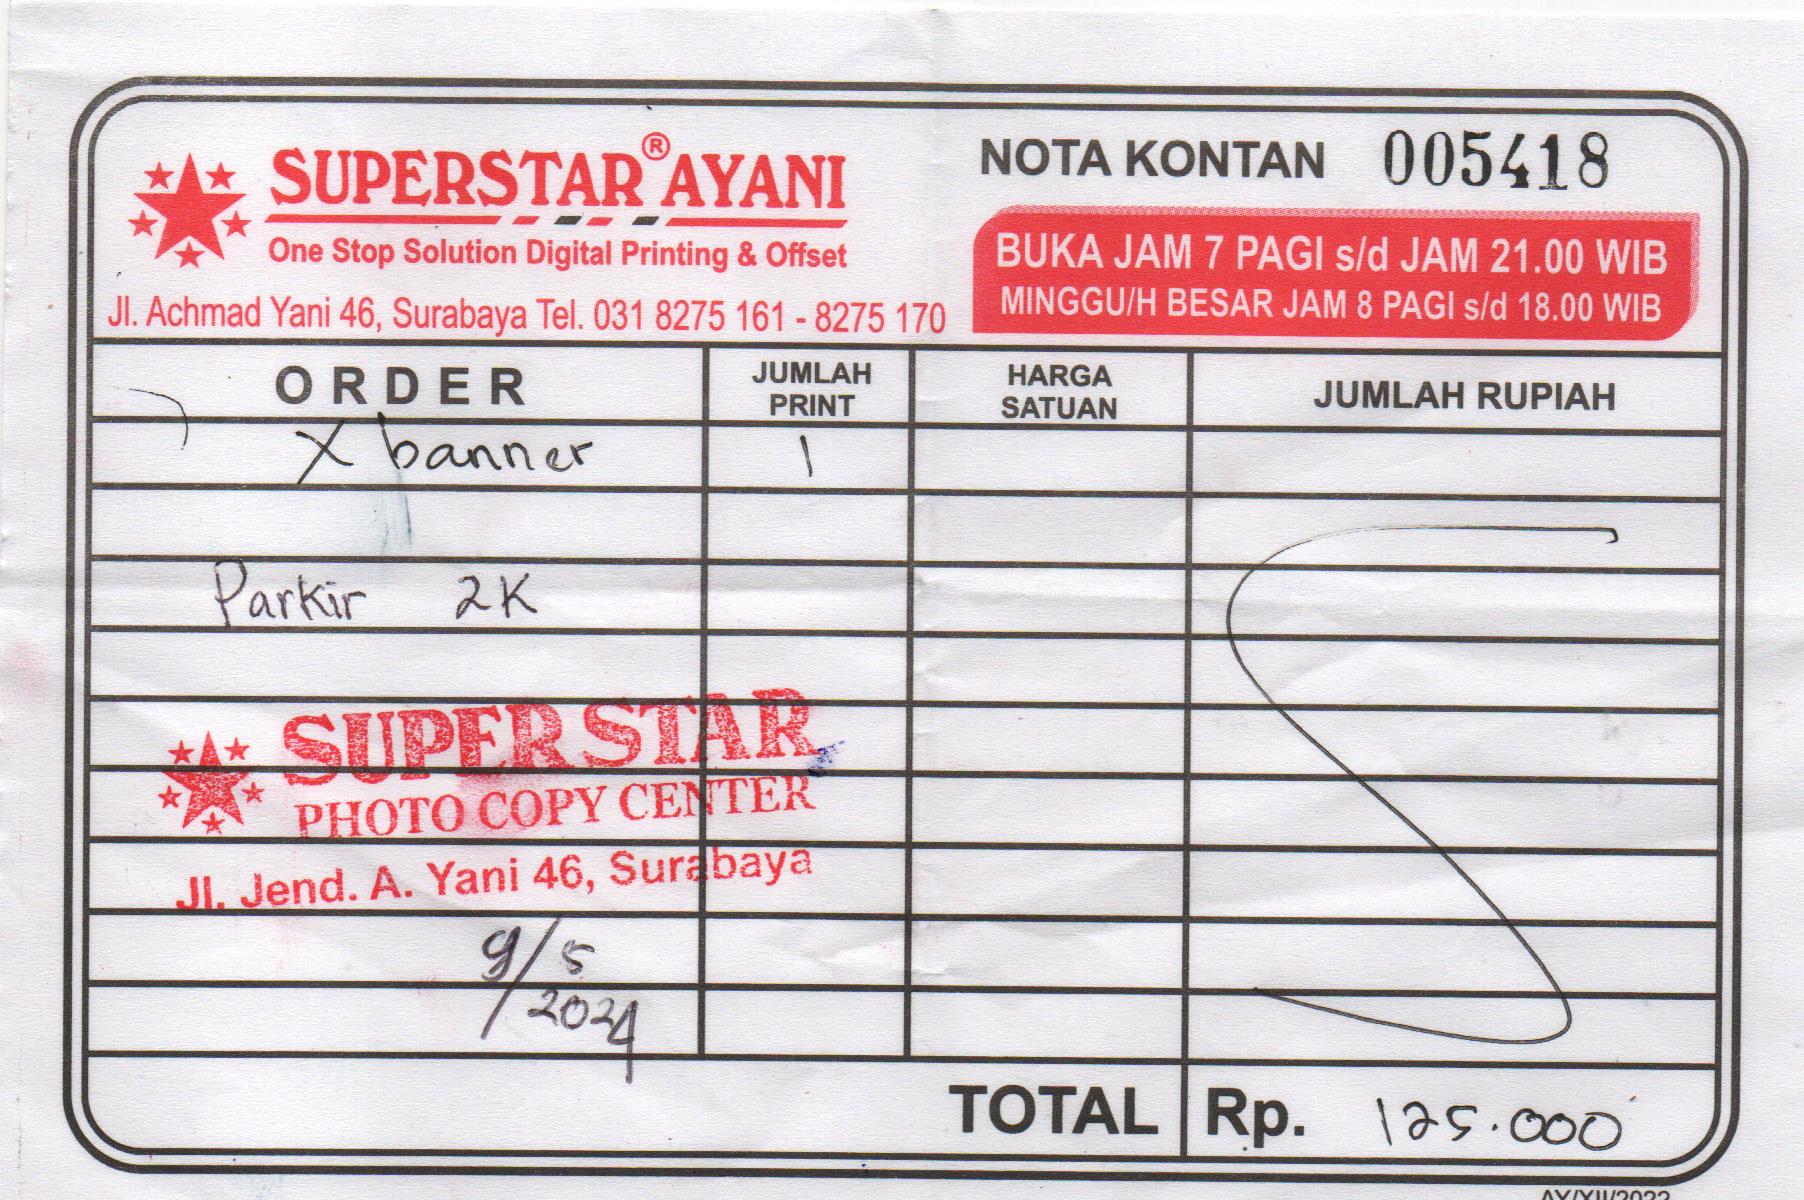 SUPERSTAR® AYANI
One Stop Solution Digital Printing & Offset
Jl. Achmad Yani 46, Surabaya Tel. 031 8275 161 - 8275 170
NOTA KONTAN 005418
BUKA JAM 7 PAGI s/d JAM 21.00 WIB
MINGGU/H BESAR JAM 8 PAGI s/d 18.00 WIB
ORDER JUMLAH PRINT HARGA SATUAN JUMLAH RUPIAH
X banner 1
Parkir 2K
SUPER STAR
PHOTO COPY CENTER
Jl. Jend. A. Yani 46, Surabaya
9/5
2024
TOTAL Rp. 125.000
AY/XII/2022